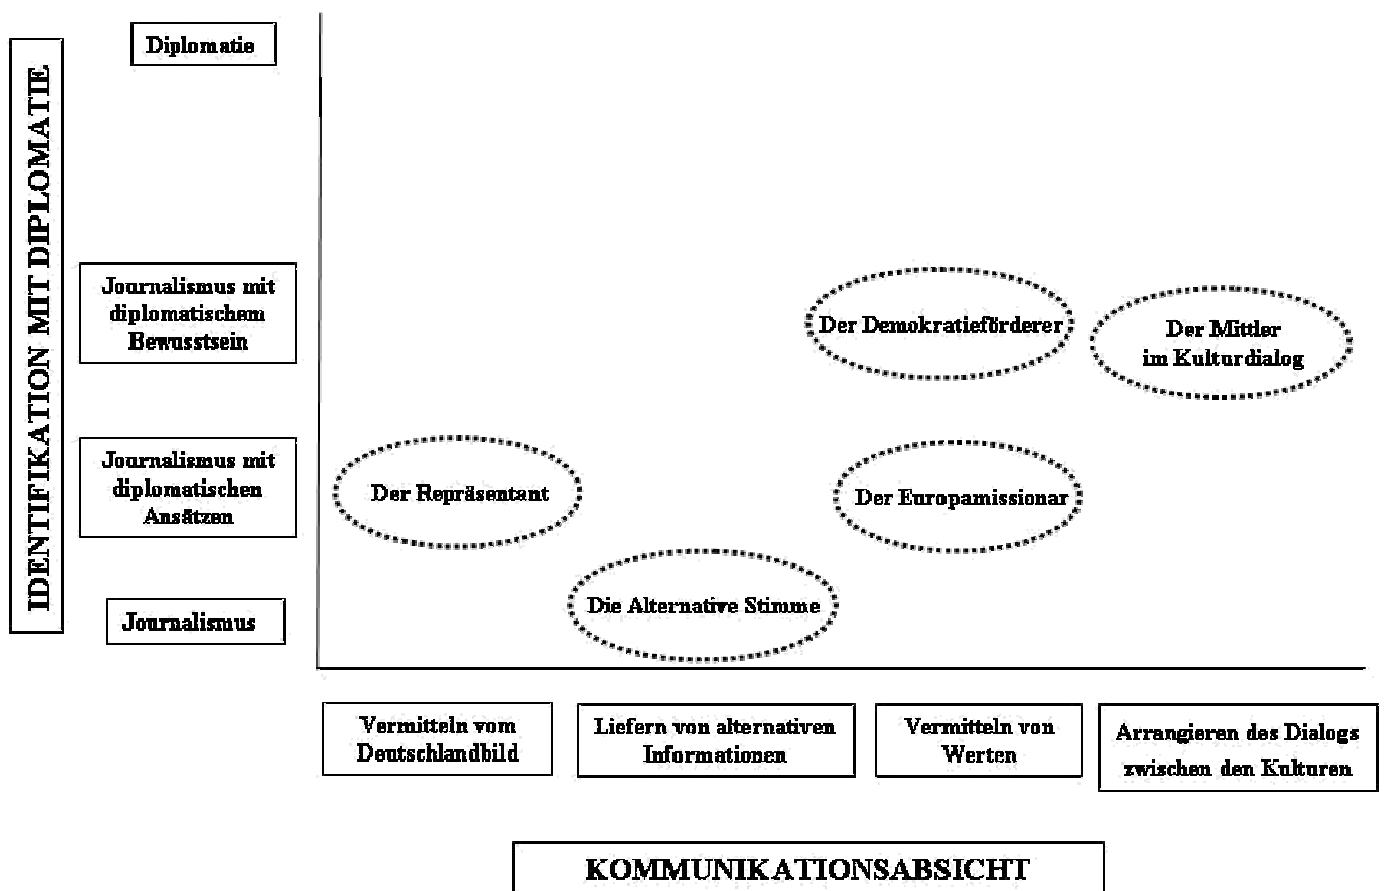 Diplomatie
IDENTIFIKATION MIT DIPLOMATIE
Journalismus mit
diplomatischem
Bewusstsein
Der Demokratieförderer
Der Mittler
im Kulturdialog
Journalismus mit
diplomatischen
Ansätzen
Der Repräsentant
Der Europamissionar
Die Alternative Stimme
Journalismus
Vermitteln vom
Deutschlandbild
Liefern von alternativen
Informationen
Vermitteln von
Werten
Arrangieren des Dialogs
zwischen den Kulturen
KOMMUNIKATIONSABSICHT